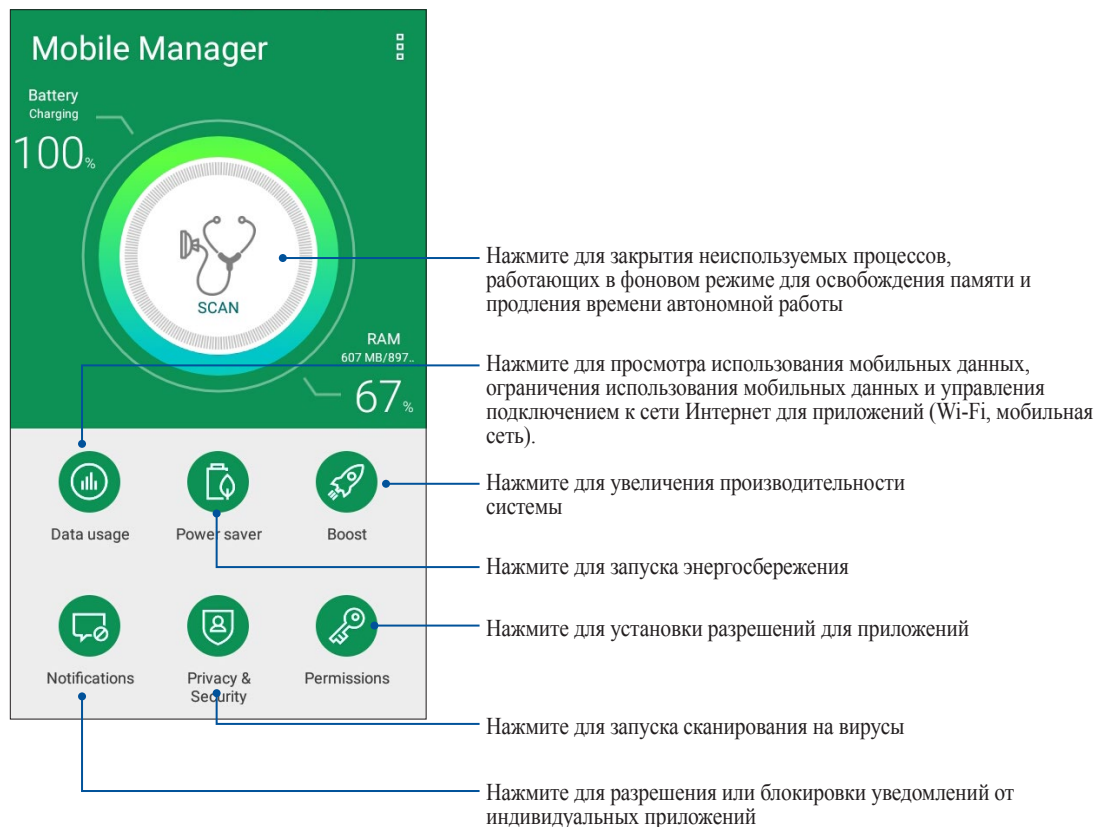 Mobile Manager
Battery
Charging
100%
SCAN
RAM
607 MB/897..
67%
Data usage
Power saver
Boost
Notifications
Privacy &
Security
Permissions
Нажмите для закрытия неиспользуемых процессов,
работающих в фоновом режиме для освобождения памяти и
продления времени автономной работы
Нажмите для просмотра использования мобильных данных,
ограничения использования мобильных данных и управления
подключением к сети Интернет для приложений (Wi-Fi, мобильная
сеть).
Нажмите для увеличения производительности
системы
Нажмите для запуска энергосбережения
Нажмите для установки разрешений для приложений
Нажмите для запуска сканирования на вирусы
Нажмите для разрешения или блокировки уведомлений от
индивидуальных приложений